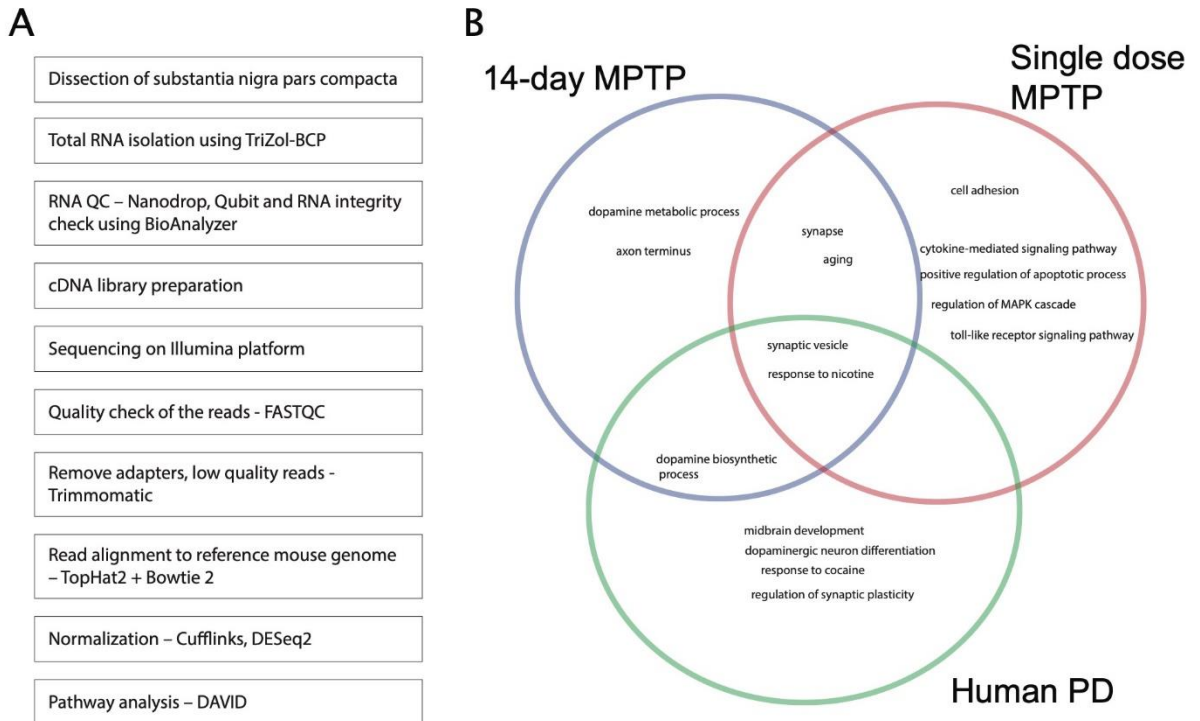 A
Dissection of substantia nigra pars compacta
Total RNA isolation using TriZol-BCP
RNA QC – Nanodrop, Qubit and RNA integrity
check using BioAnalyzer
cDNA library preparation
Sequencing on Illumina platform
Quality check of the reads - FASTQC
Remove adapters, low quality reads -
Trimmomatic
Read alignment to reference mouse genome
– TopHat2 + Bowtie 2
Normalization – Cufflinks, DESeq2
Pathway analysis – DAVID
B
14-day MPTP
Single dose
MPTP
dopamine metabolic process
axon terminus
synapse
aging
cell adhesion
cytokine-mediated signaling pathway
positive regulation of apoptotic process
regulation of MAPK cascade
toll-like receptor signaling pathway
synaptic vesicle
response to nicotine
dopamine biosynthetic
process
midbrain development
dopaminergic neuron differentiation
response to cocaine
regulation of synaptic plasticity
Human PD